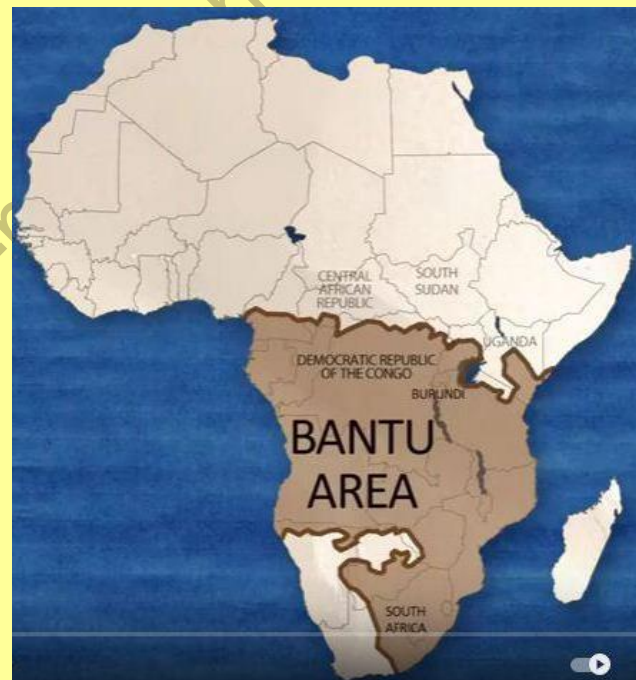 CENTRAL
AFRICAN
REPUBLIC
SOUTH
SUDAN
UGANDA
DEMOCRATIC REPUBLIC
OF THE CONGO
BURUNDI
BANTU
AREA
SOUTH
AFRICA